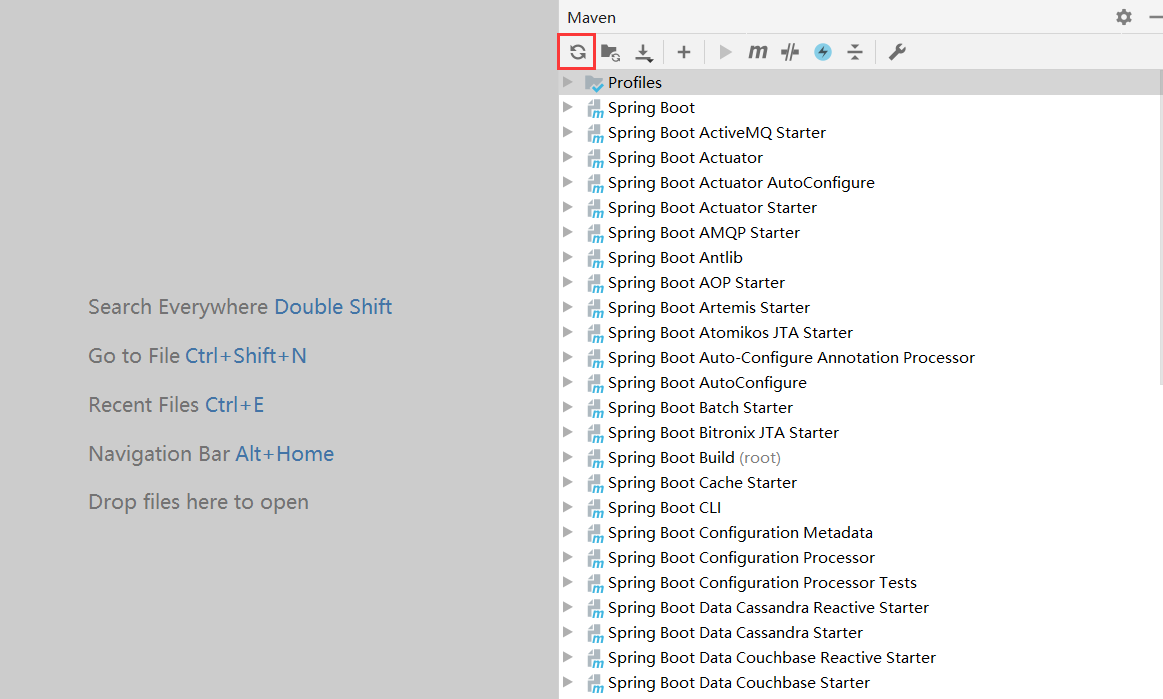 Maven
Profiles
Spring Boot
Spring Boot ActiveMQ Starter
Spring Boot Actuator
Spring Boot Actuator AutoConfigure
Spring Boot Actuator Starter
Spring Boot AMQP Starter
Spring Boot Antlib
Spring Boot AOP Starter
Spring Boot Artemis Starter
Spring Boot Atomikos JTA Starter
Spring Boot Auto-Configure Annotation Processor
Spring Boot AutoConfigure
Spring Boot Batch Starter
Spring Boot Bitronix JTA Starter
Spring Boot Build (root)
Spring Boot Cache Starter
Spring Boot CLI
Spring Boot Configuration Metadata
Spring Boot Configuration Processor
Spring Boot Configuration Processor Tests
Spring Boot Data Cassandra Reactive Starter
Spring Boot Data Cassandra Starter
Spring Boot Data Couchbase Reactive Starter
Spring Boot Data Couchbase Starter
Search Everywhere Double Shift
Go to File Ctrl+Shift+N
Recent Files Ctrl+E
Navigation Bar Alt+Home
Drop files here to open